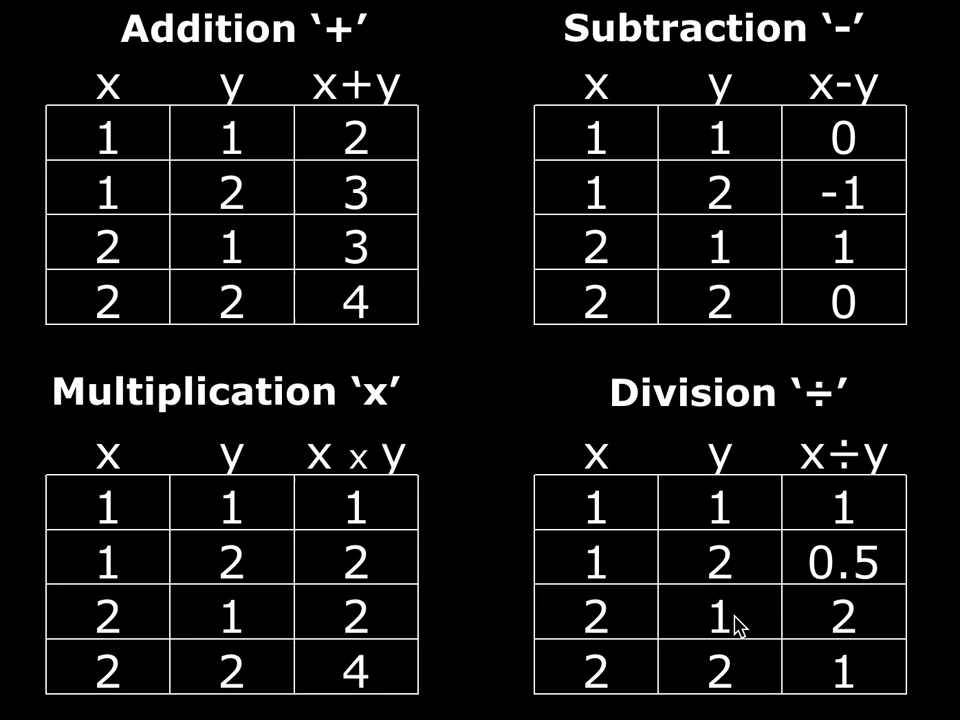 Addition ‘+’
x y x+y
1 1 2
1 2 3
2 1 3
2 2 4
Subtraction ‘-’
x y x-y
1 1 0
1 2 -1
2 1 1
2 2 0
Multiplication ‘x’
x y x x y
1 1 1
1 2 2
2 1 2
2 2 4
Division ‘÷’
x y x÷y
1 1 1
1 2 0.5
2 1 2
2 2 1